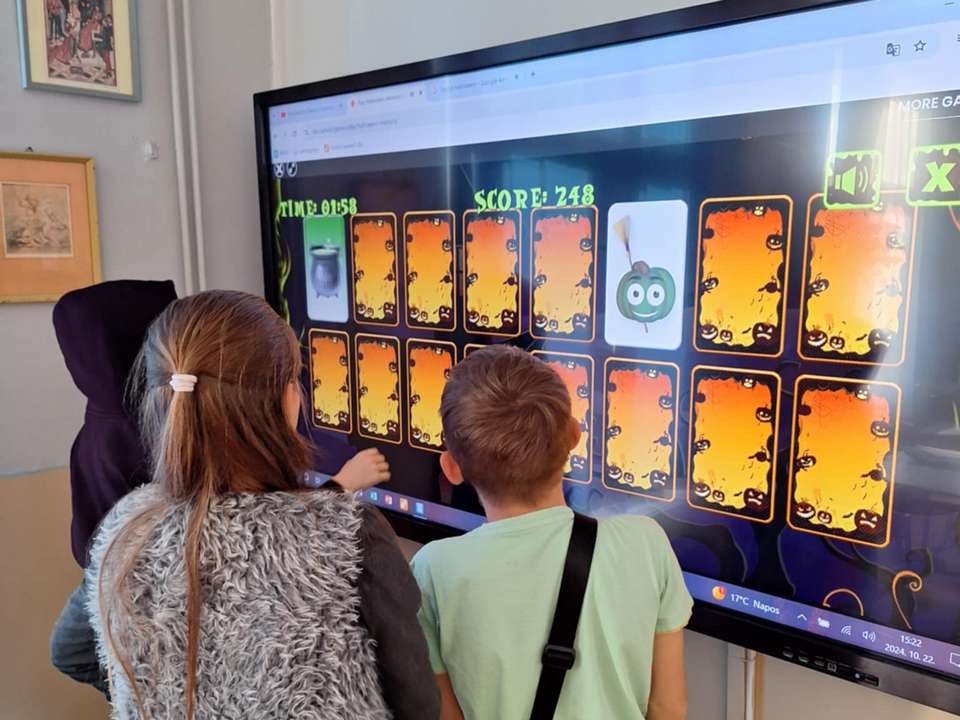 MORE GA
TIME: 01:58
SCORE: 248
X
17°C Napos
15:22
2024. 10. 22.